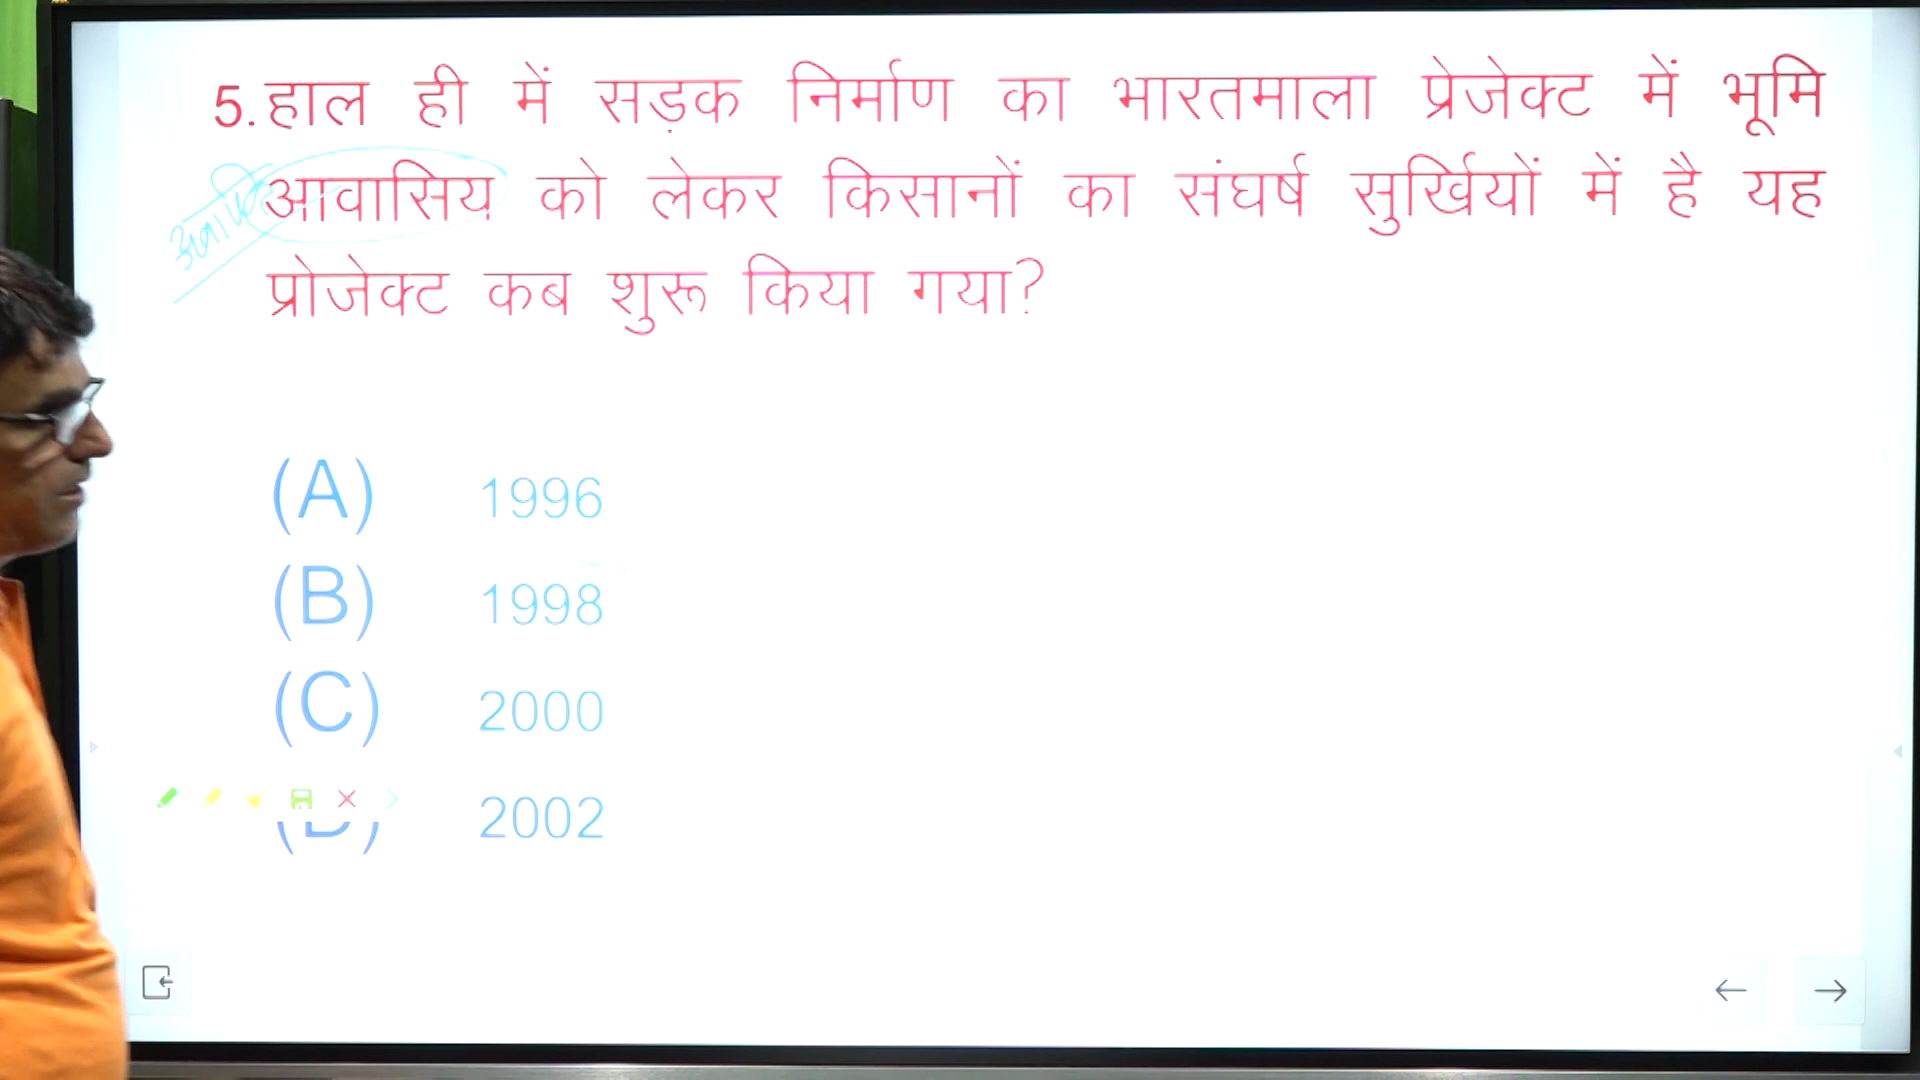 5. हाल ही में सड़क निर्माण का भारतमाला प्रेजेक्ट में भूमि
आवासिय को लेकर किसानों का संघर्ष सुर्खियों में है यह
प्रोजेक्ट कब शुरू किया गया?
(A) 1996
(B) 1998
(C) 2000
(D) 2002